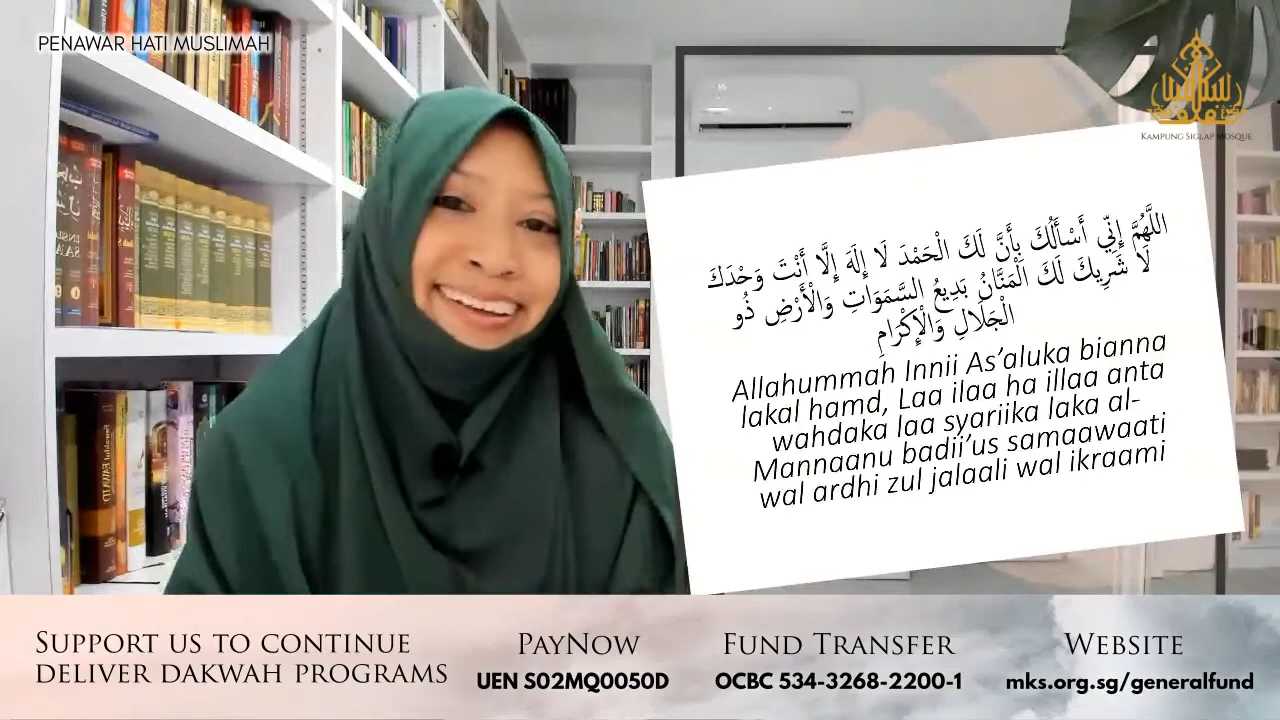 PENAWAR HATI MUSLIMAH
KAMPUNG SIGLAP MOSQUE
اللَّهُمَّ إِنِّي أَسْأَلُكَ بِأَنَّ لَكَ الْحَمْدَ لَا إِلَهَ إِلَّا أَنْتَ وَحْدَكَ
لَا شَرِيكَ لَكَ الْمَنَّانُ بَدِيعُ السَّمَوَاتِ وَالْأَرْضِ ذُو
الْجَلَالِ وَالْإِكْرَامِ
Allahummah Innii As’aluka bianna
lakal hamd, Laa ilaa ha illaa anta
wahdaka laa syariika laka al-
Mannaanu badii’us samaawaati
wal ardhi zul jalaali wal ikraami
SUPPORT US TO CONTINUE
DELIVER DAKWAH PROGRAMS
PAYNOW
UEN S02MQ0050D
FUND TRANSFER
OCBC 534-3268-2200-1
WEBSITE
mks.org.sg/generalfund